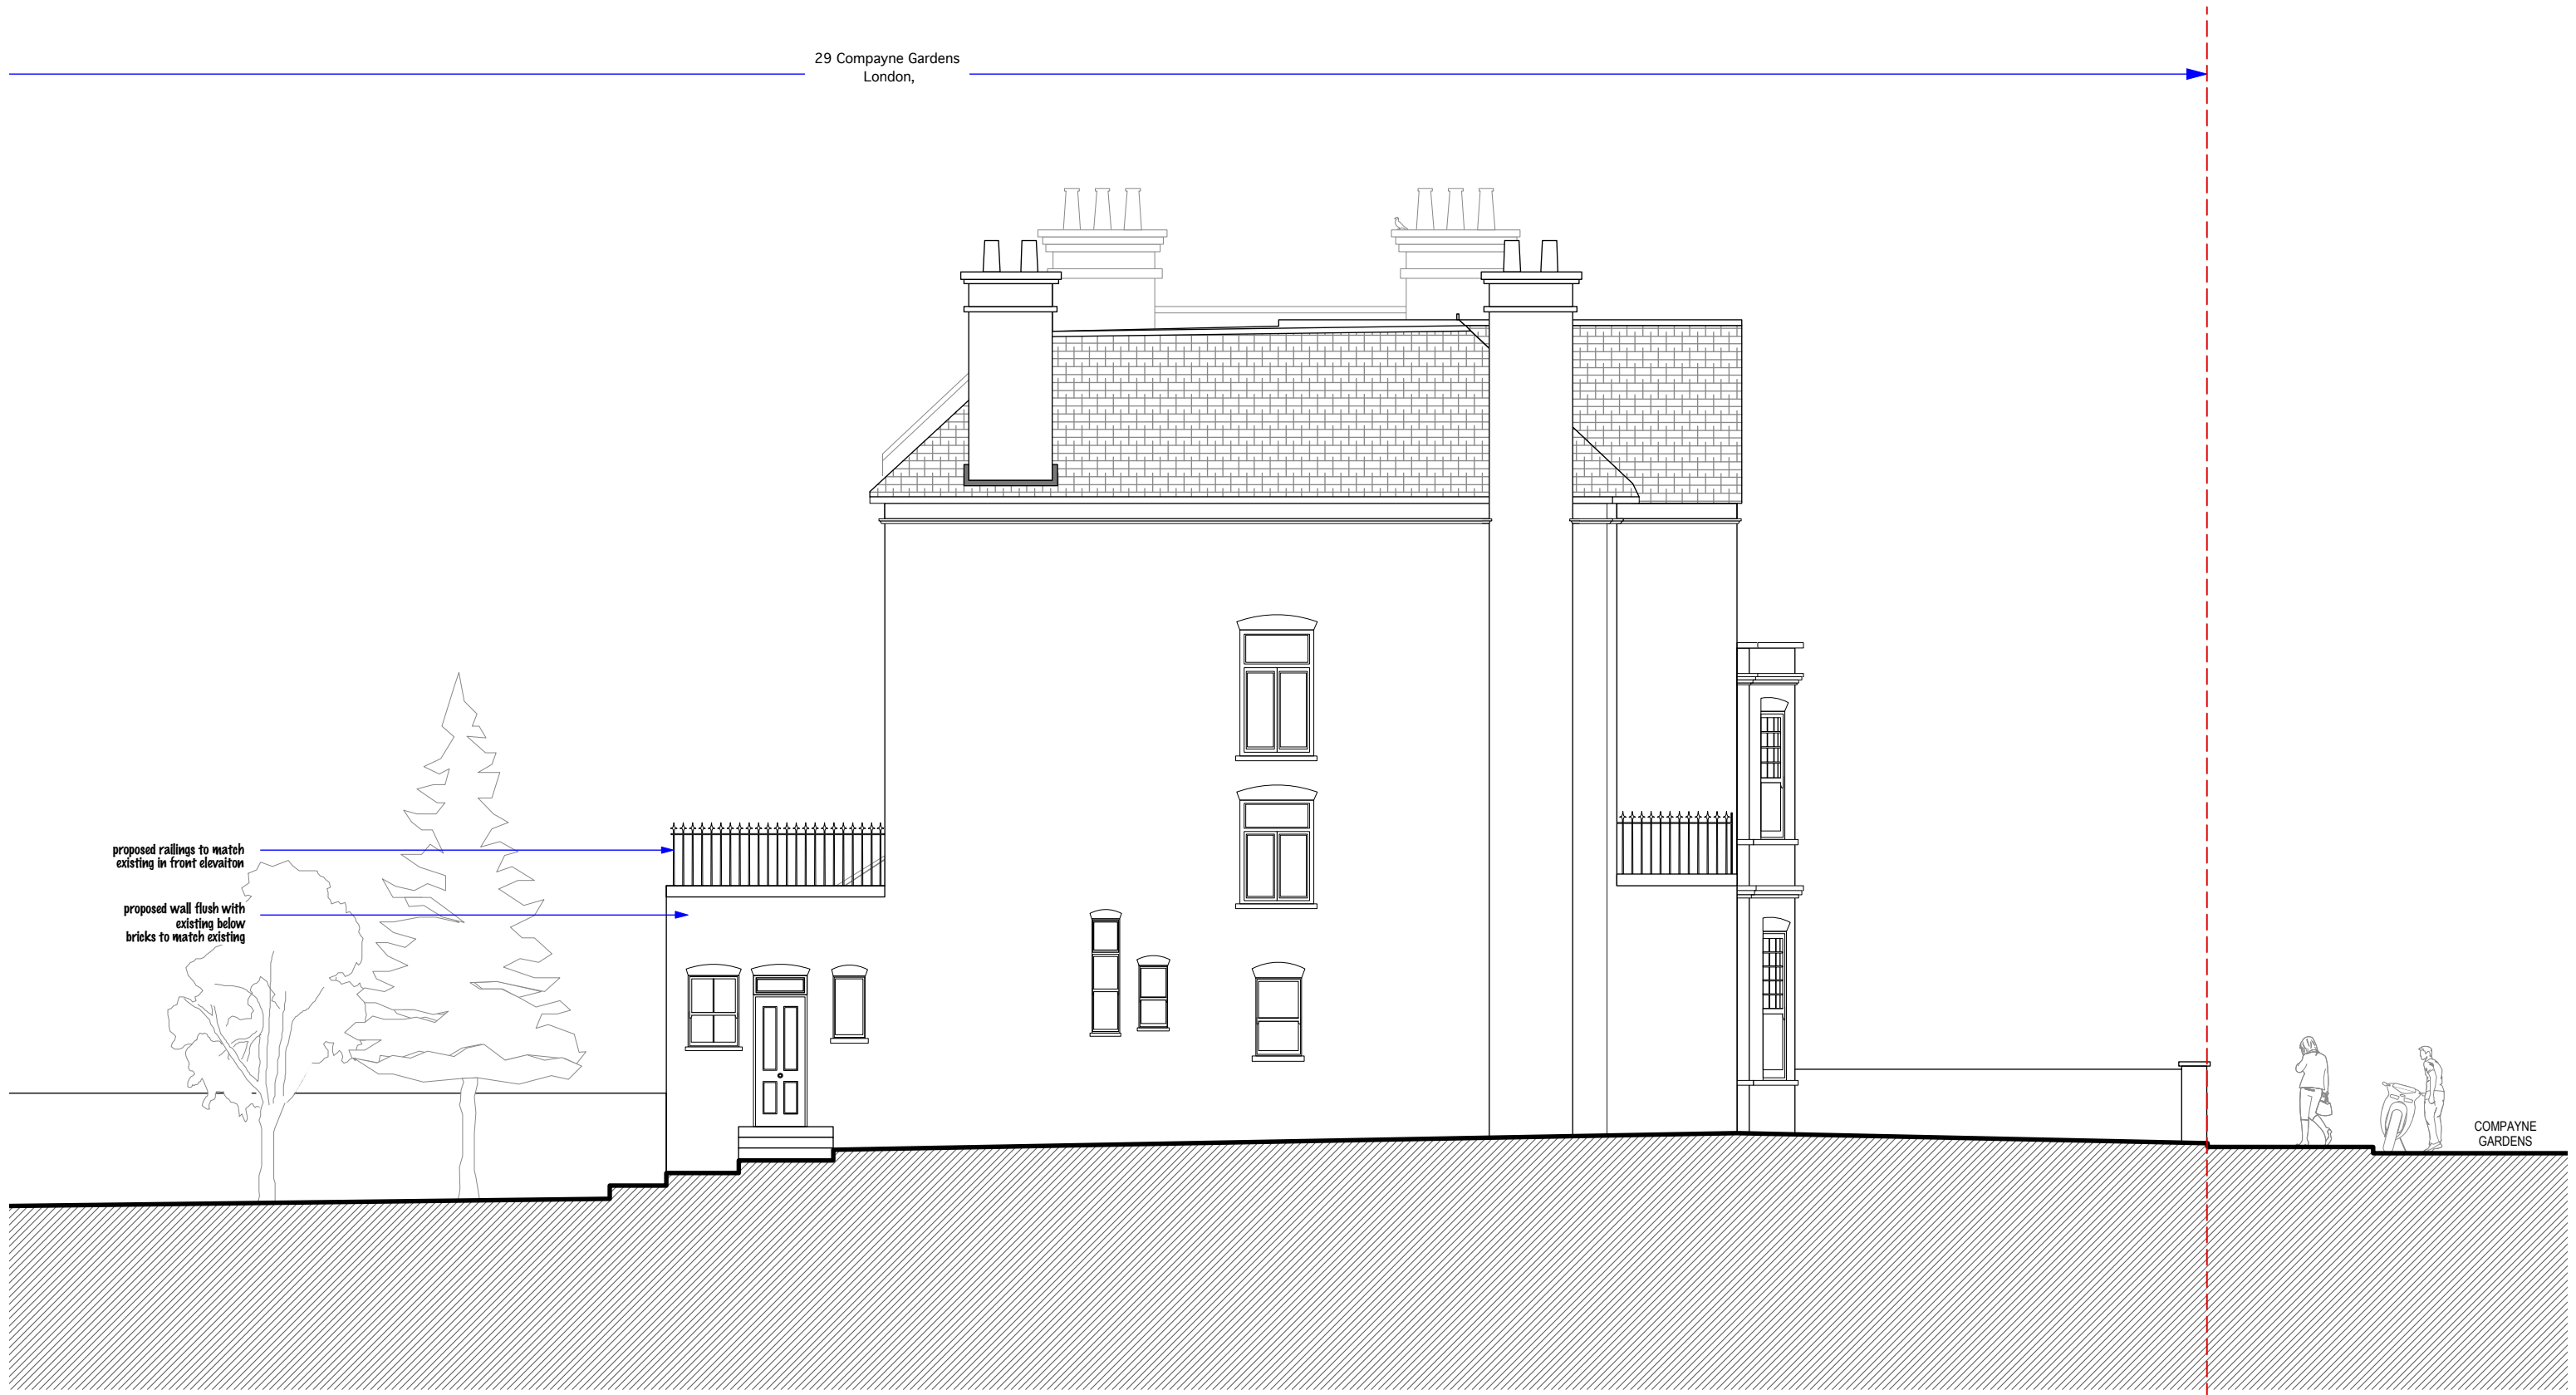 29 Compayne Gardens
London,
proposed railings to match
existing in front elevaiton
proposed wall flush with
existing below
bricks to match existing
COMPAYNE
GARDENS